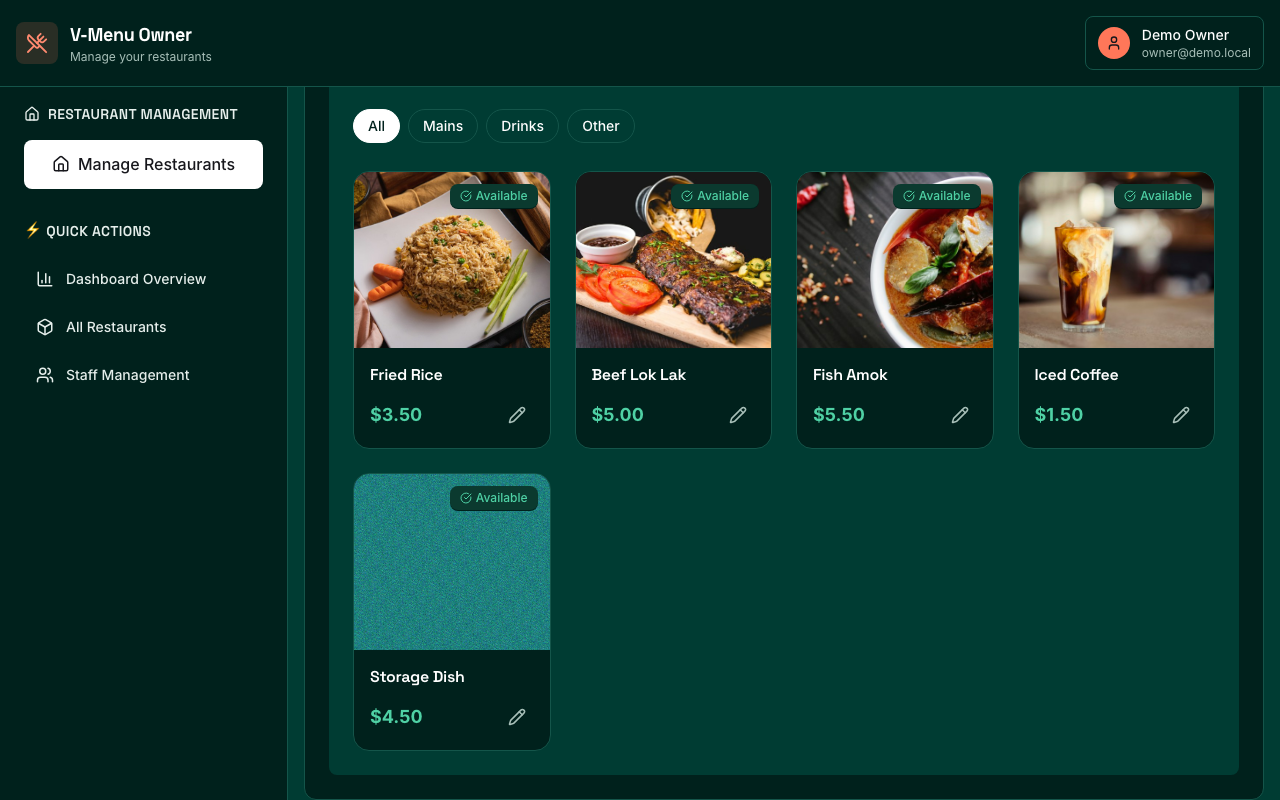 V-Menu Owner
Manage your restaurants
Demo Owner
owner@demo.local
RESTAURANT MANAGEMENT
Manage Restaurants
⚡ QUICK ACTIONS
Dashboard Overview
All Restaurants
Staff Management
All
Mains
Drinks
Other
Available
Available
Available
Available
Fried Rice
Beef Lok Lak
Fish Amok
Iced Coffee
$3.50
$5.00
$5.50
$1.50
Available
Storage Dish
$4.50